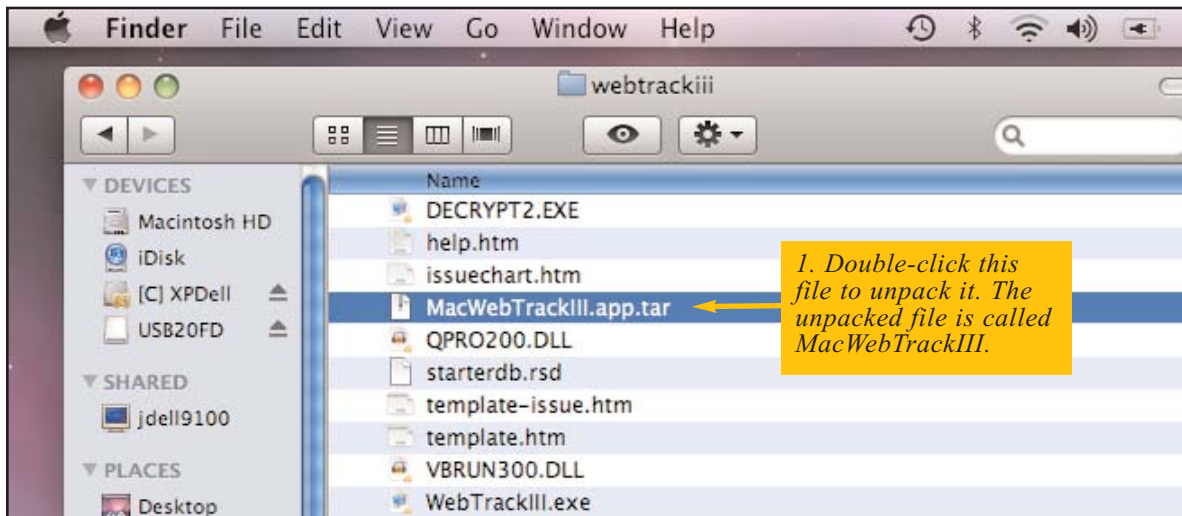 Finder File Edit View Go Window Help
webtrackiii
DEVICES
Macintosh HD
iDisk
[C] XPDell
USB20FD
SHARED
jdell9100
PLACES
Desktop
Name
DECRYPT2.EXE
help.htm
issuechart.htm
MacWebTrackIII.app.tar
QPRO200.DLL
starterdb.rsd
template-issue.htm
template.htm
VBRUN300.DLL
WebTrackIII.exe
1. Double-click this
file to unpack it. The
unpacked file is called
MacWebTrackIII.